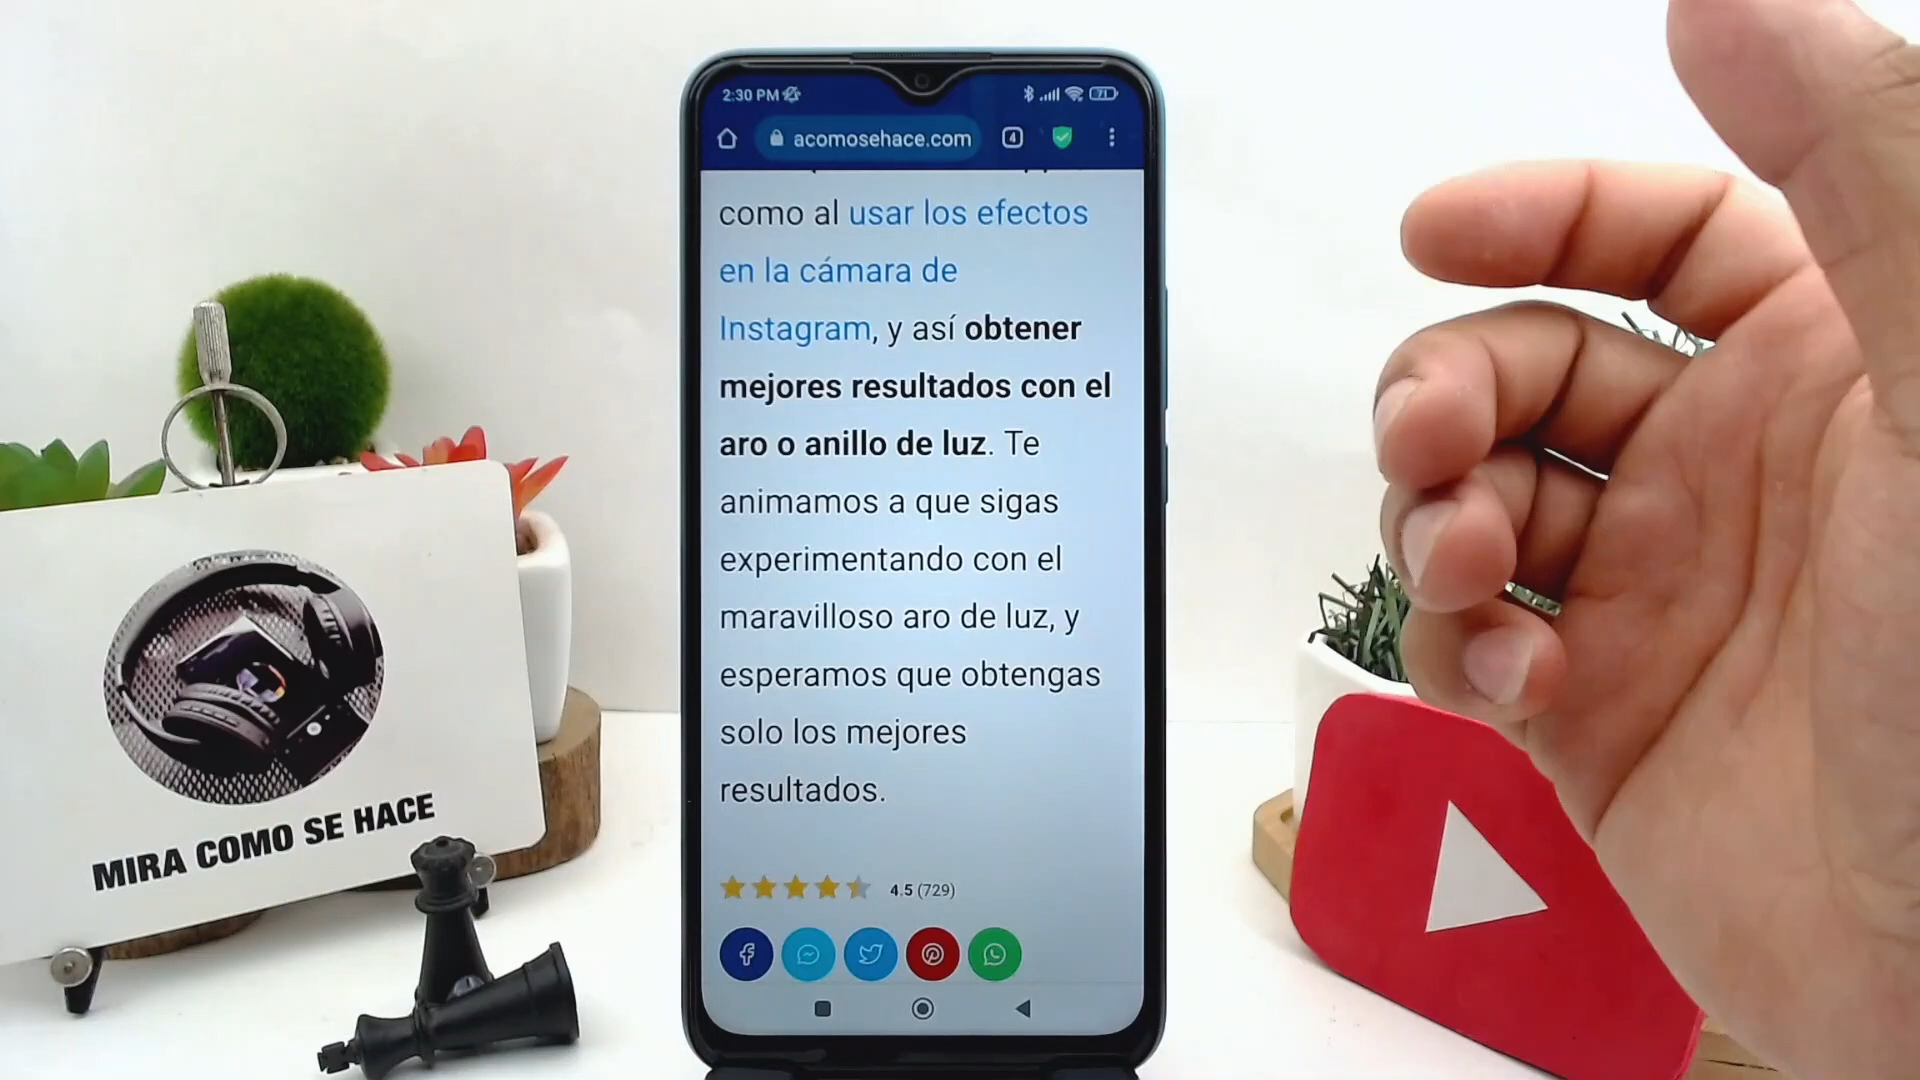 2:30 PM
71
acomosehace.com
4
como al usar los efectos
en la cámara de
Instagram, y así obtener
mejores resultados con el
aro o anillo de luz. Te
animamos a que sigas
experimentando con el
maravilloso aro de luz, y
esperamos que obtengas
solo los mejores
resultados.
4.5 (729)
MIRA COMO SE HACE